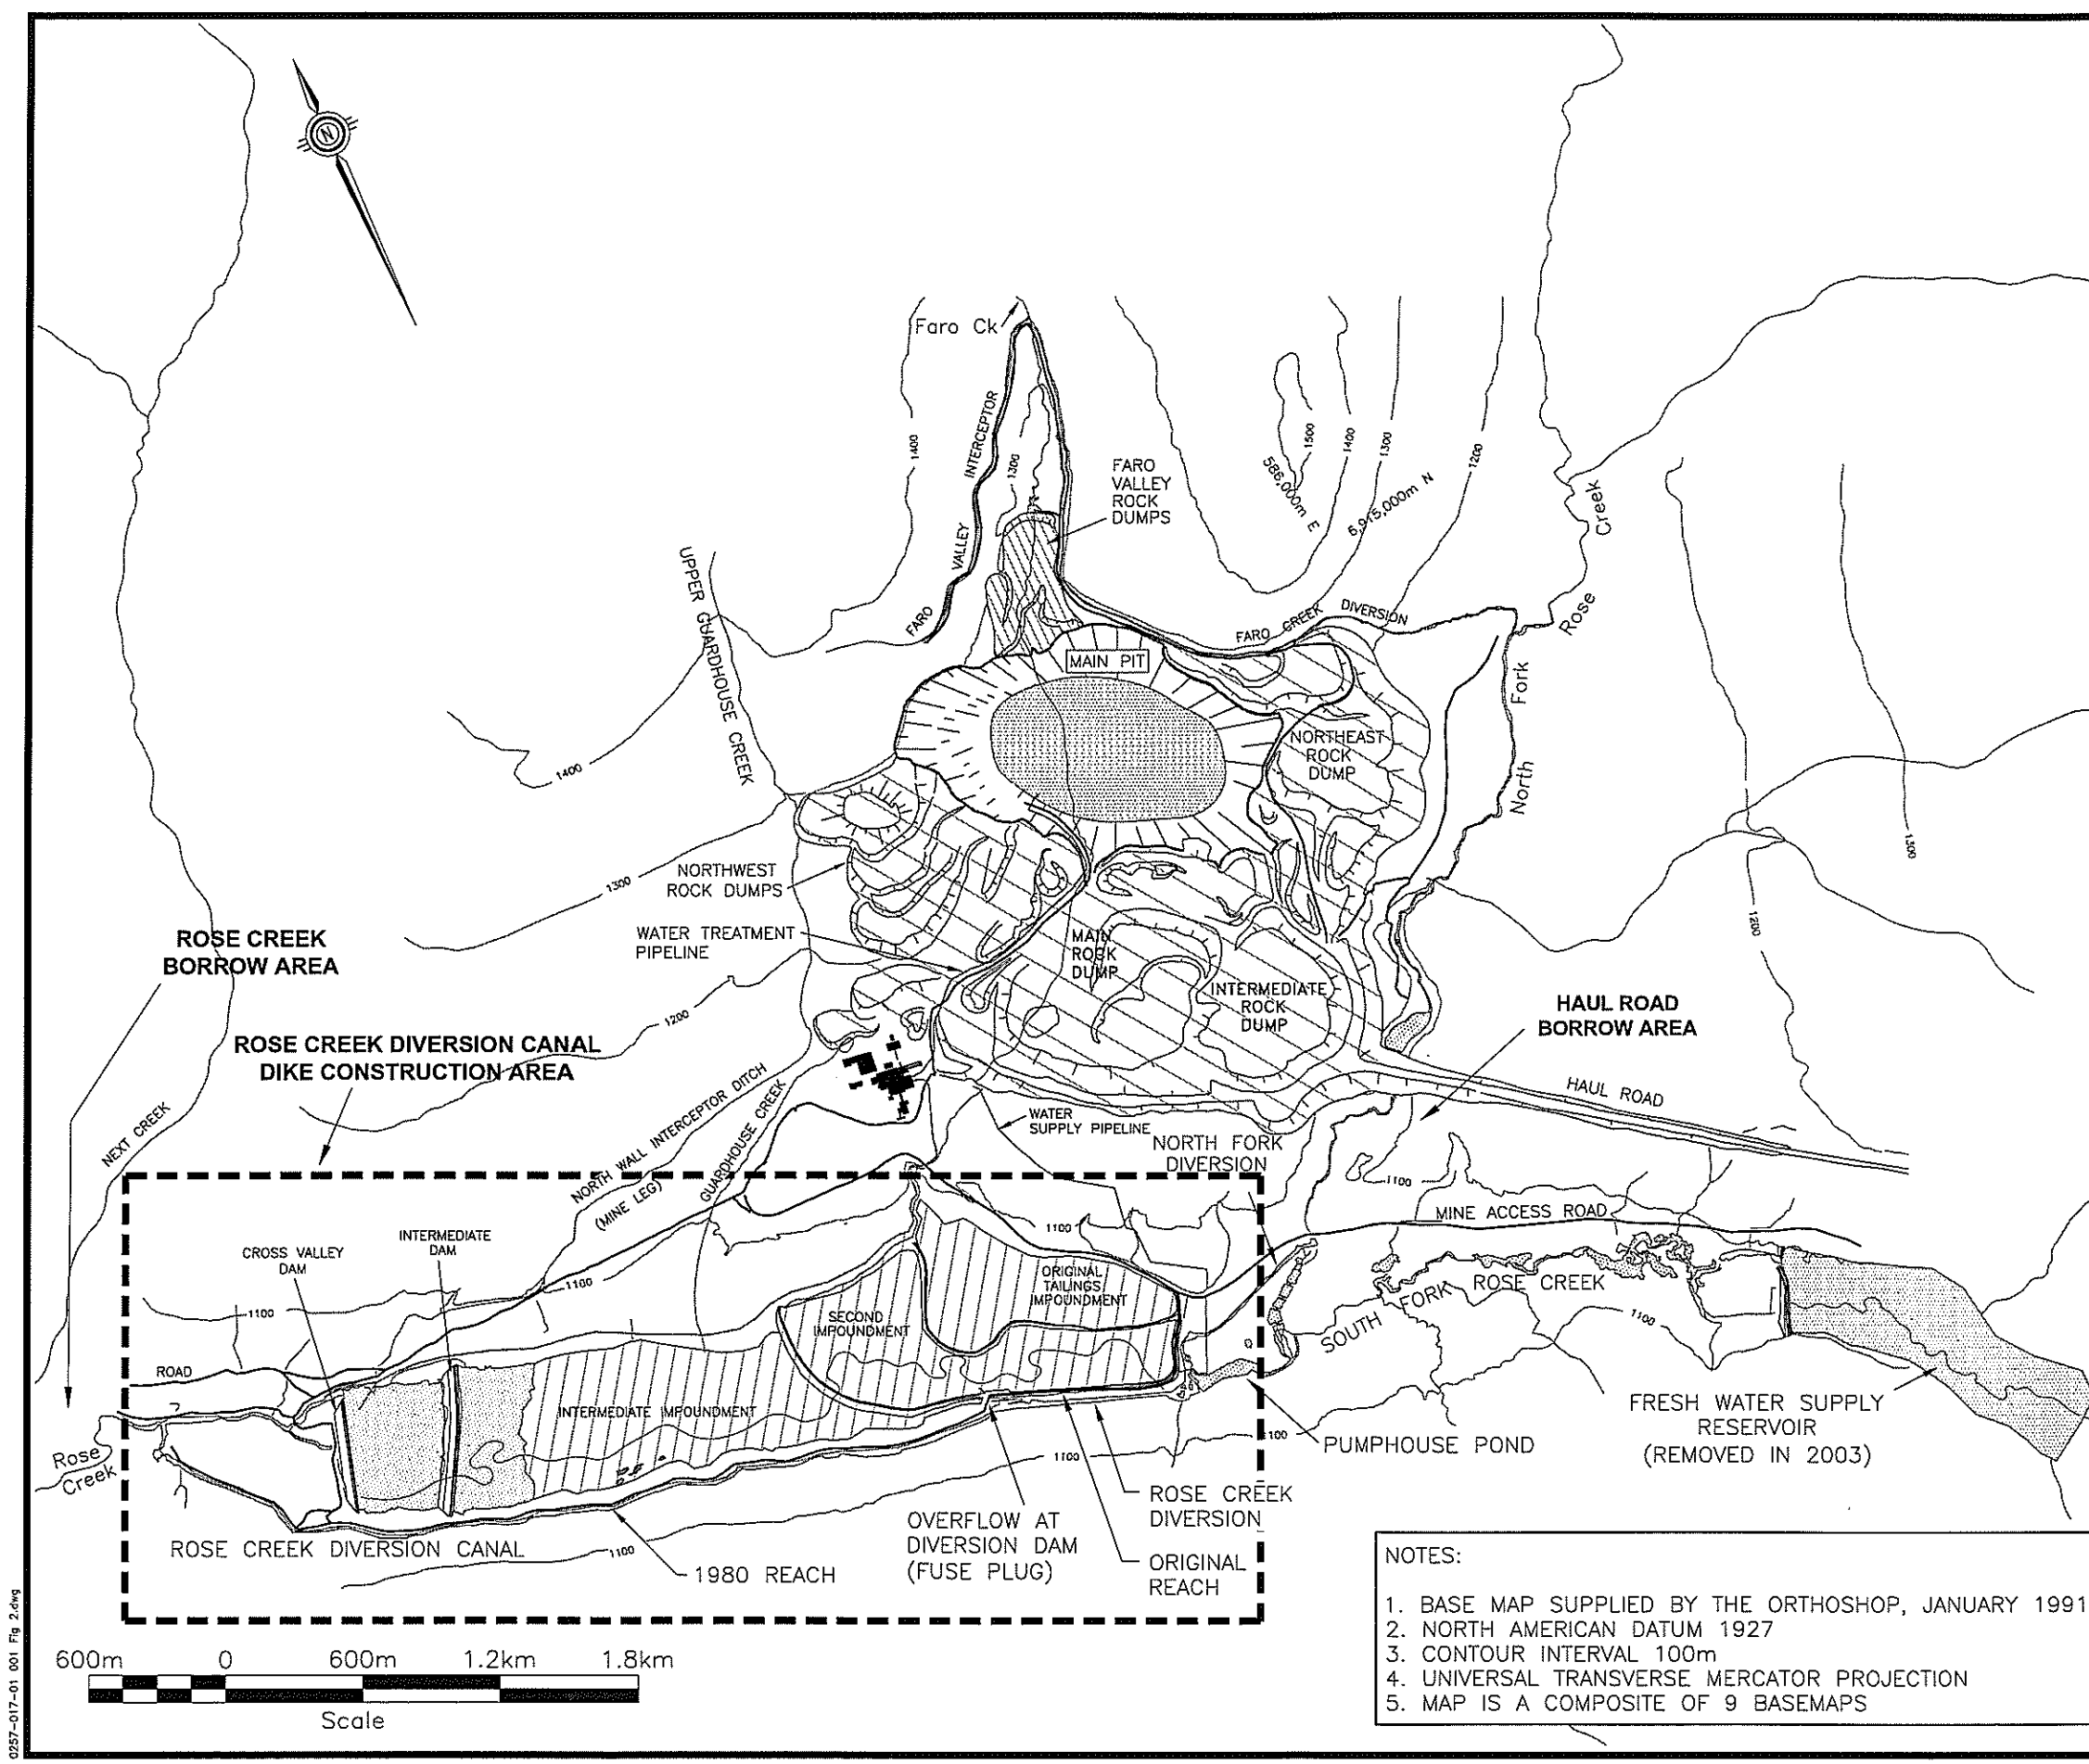 N
Faro Ck
FARO VALLEY INTERCEPTOR
1400
1300
FARO
VALLEY
ROCK
DUMPS
1500
1400
1300
1200
586,000m E
6,915,000m N
North Fork Rose Creek
UPPER GUARDHOUSE CREEK
FARO CREEK DIVERSION
MAIN PIT
NORTHEAST
ROCK
DUMP
1400
1300
1300
1200
NORTHWEST
ROCK DUMPS
WATER TREATMENT
PIPELINE
MAIN
ROCK
DUMP
INTERMEDIATE
ROCK
DUMP
ROSE CREEK
BORROW AREA
1200
HAUL ROAD
BORROW AREA
ROSE CREEK DIVERSION CANAL
DIKE CONSTRUCTION AREA
HAUL ROAD
NEXT CREEK
NORTH WALL INTERCEPTOR DITCH
(MINE LEG)
GUARDHOUSE CREEK
WATER
SUPPLY PIPELINE
NORTH FORK
DIVERSION
1100
MINE ACCESS ROAD
1100
INTERMEDIATE
DAM
CROSS VALLEY
DAM
1100
1100
ORIGINAL
TAILINGS
IMPOUNDMENT
SECOND
IMPOUNDMENT
SOUTH FORK ROSE CREEK
1100
ROAD
INTERMEDIATE IMPOUNDMENT
FRESH WATER SUPPLY
RESERVOIR
(REMOVED IN 2003)
Rose
Creek
1100
1100
PUMPHOUSE POND
ROSE CREEK
DIVERSION
OVERFLOW AT
DIVERSION DAM
(FUSE PLUG)
ROSE CREEK DIVERSION CANAL
1100
1980 REACH
ORIGINAL
REACH
NOTES:
1. BASE MAP SUPPLIED BY THE ORTHOSHOP, JANUARY 1991
2. NORTH AMERICAN DATUM 1927
3. CONTOUR INTERVAL 100m
4. UNIVERSAL TRANSVERSE MERCATOR PROJECTION
5. MAP IS A COMPOSITE OF 9 BASEMAPS
600m 0 600m 1.2km 1.8km
Scale
0257-017-01 001 Fig 2.dwg